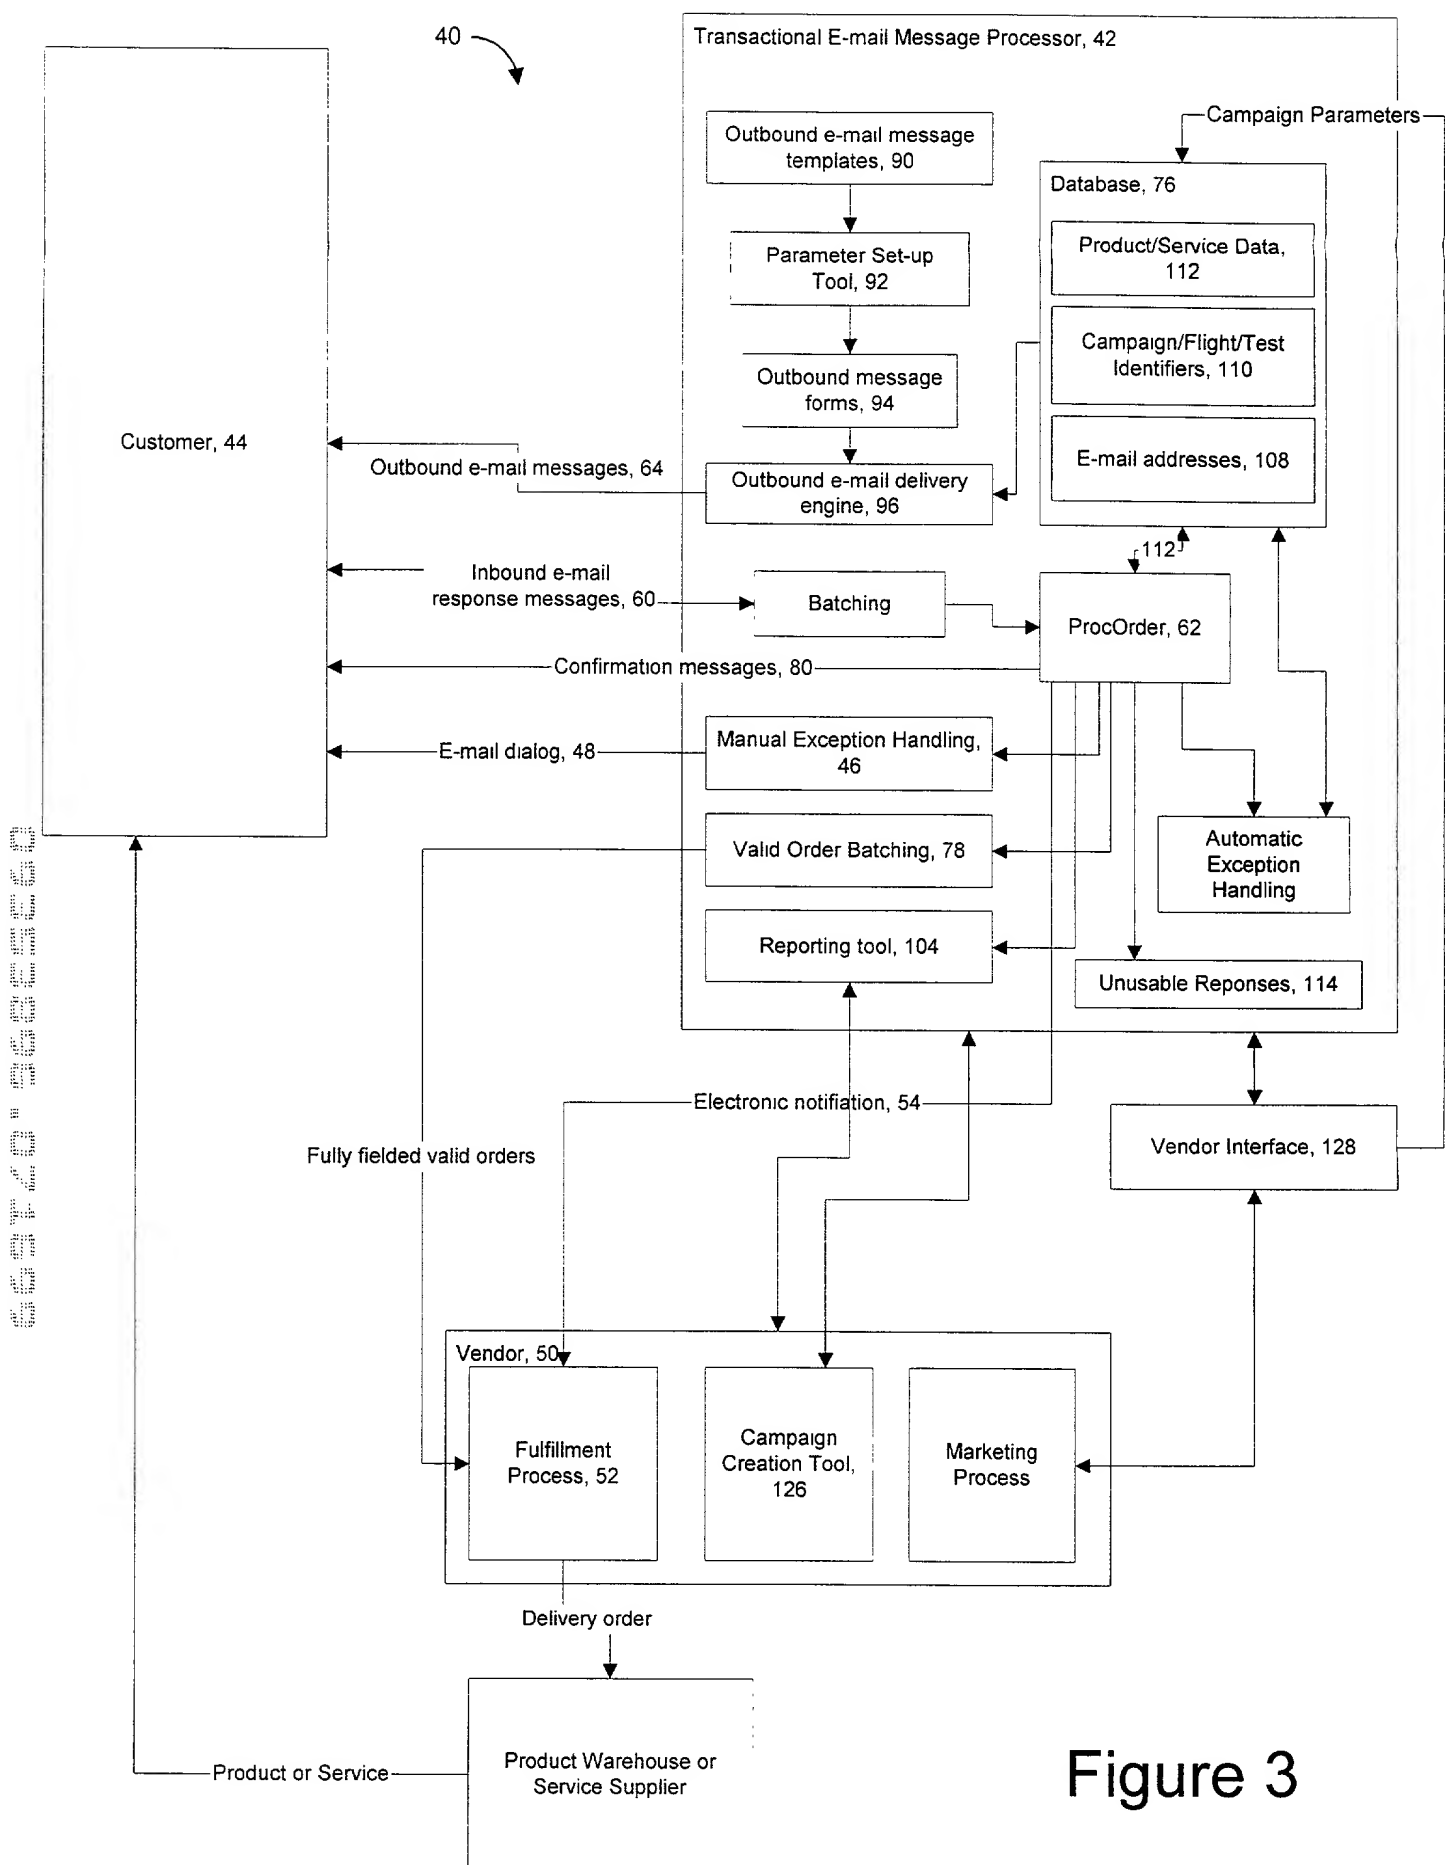 40
Transactional E-mail Message Processor, 42
Campaign Parameters
Outbound e-mail message
templates, 90
Database, 76
Parameter Set-up
Tool, 92
Product/Service Data,
112
Outbound message
forms, 94
Campaign/Flight/Test
Identifiers, 110
Customer, 44
Outbound e-mail messages, 64
Outbound e-mail delivery
engine, 96
E-mail addresses, 108
112
Inbound e-mail
response messages, 60
Batching
ProcOrder, 62
Confirmation messages, 80
E-mail dialog, 48
Manual Exception Handling,
46
Valid Order Batching, 78
Automatic
Exception
Handling
Reporting tool, 104
Unusable Reponses, 114
Electronic notifiation, 54
Fully fielded valid orders
Vendor Interface, 128
Vendor, 50
Fulfillment
Process, 52
Campaign
Creation Tool,
126
Marketing
Process
Delivery order
Product or Service
Product Warehouse or
Service Supplier
Figure 3